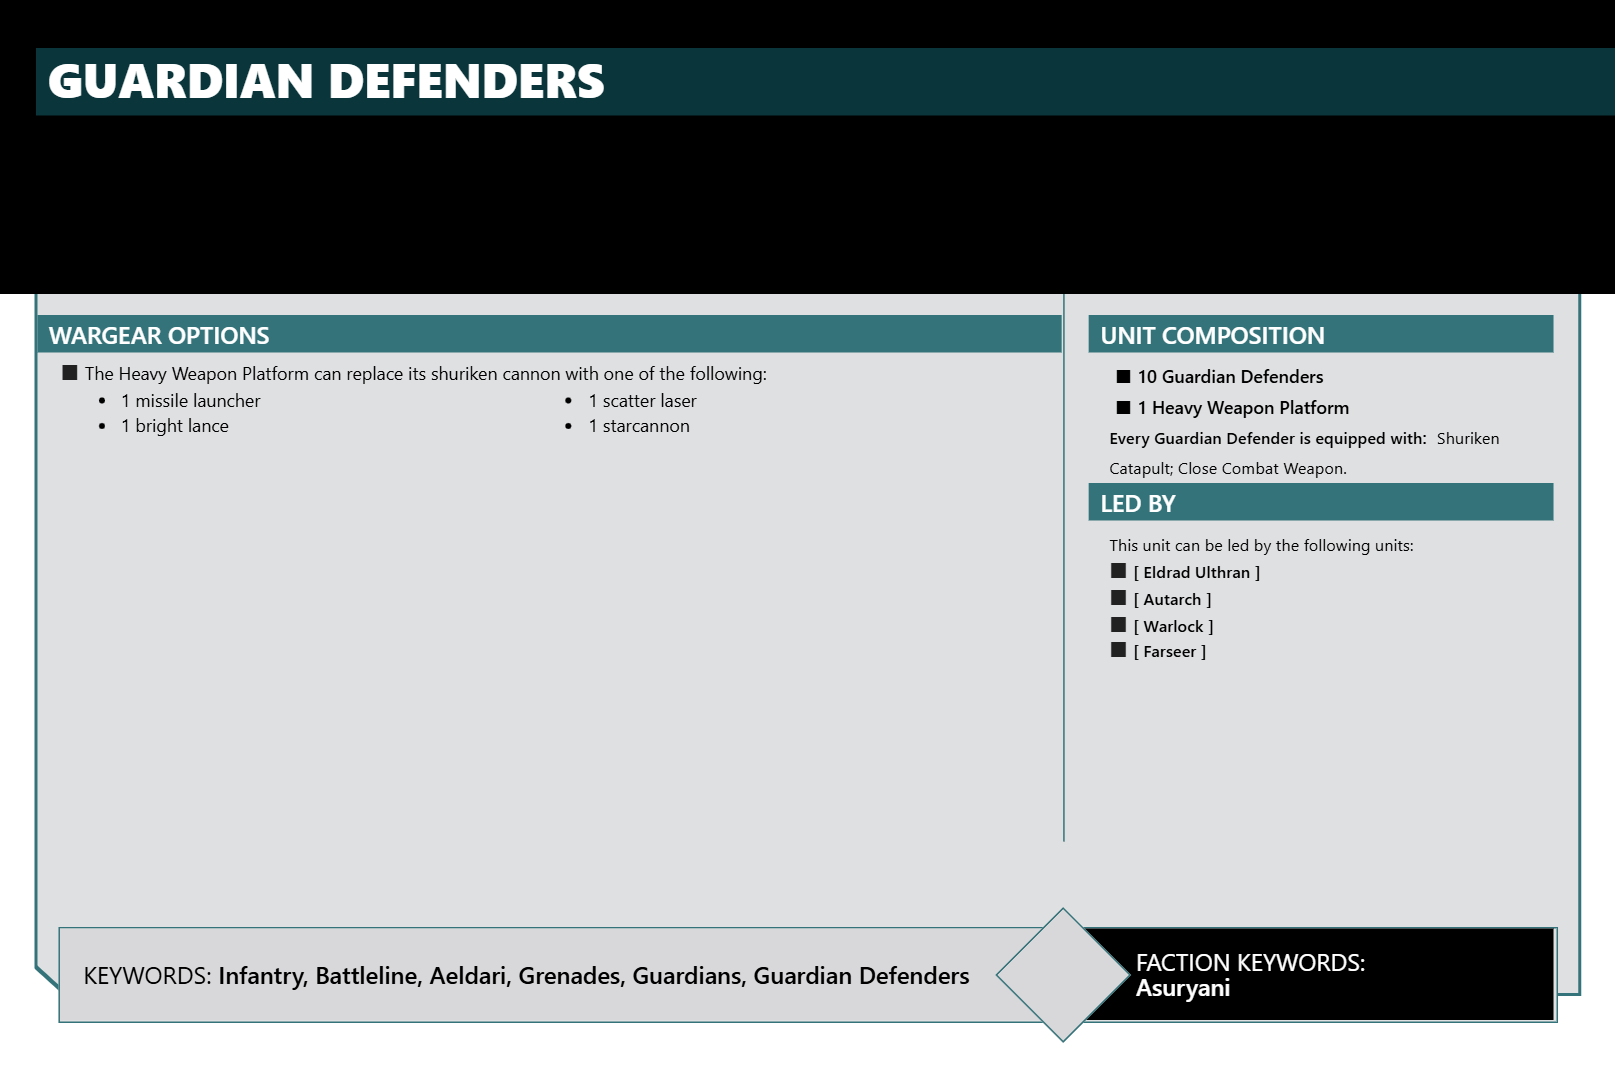 GUARDIAN DEFENDERS
WARGEAR OPTIONS
■ The Heavy Weapon Platform can replace its shuriken cannon with one of the following:
• 1 missile launcher
• 1 bright lance
• 1 scatter laser
• 1 starcannon
UNIT COMPOSITION
■ 10 Guardian Defenders
■ 1 Heavy Weapon Platform
Every Guardian Defender is equipped with: Shuriken
Catapult; Close Combat Weapon.
LED BY
This unit can be led by the following units:
■ [ Eldrad Ulthran ]
■ [ Autarch ]
■ [ Warlock ]
■ [ Farseer ]
KEYWORDS: Infantry, Battleline, Aeldari, Grenades, Guardians, Guardian Defenders
FACTION KEYWORDS:
Asuryani